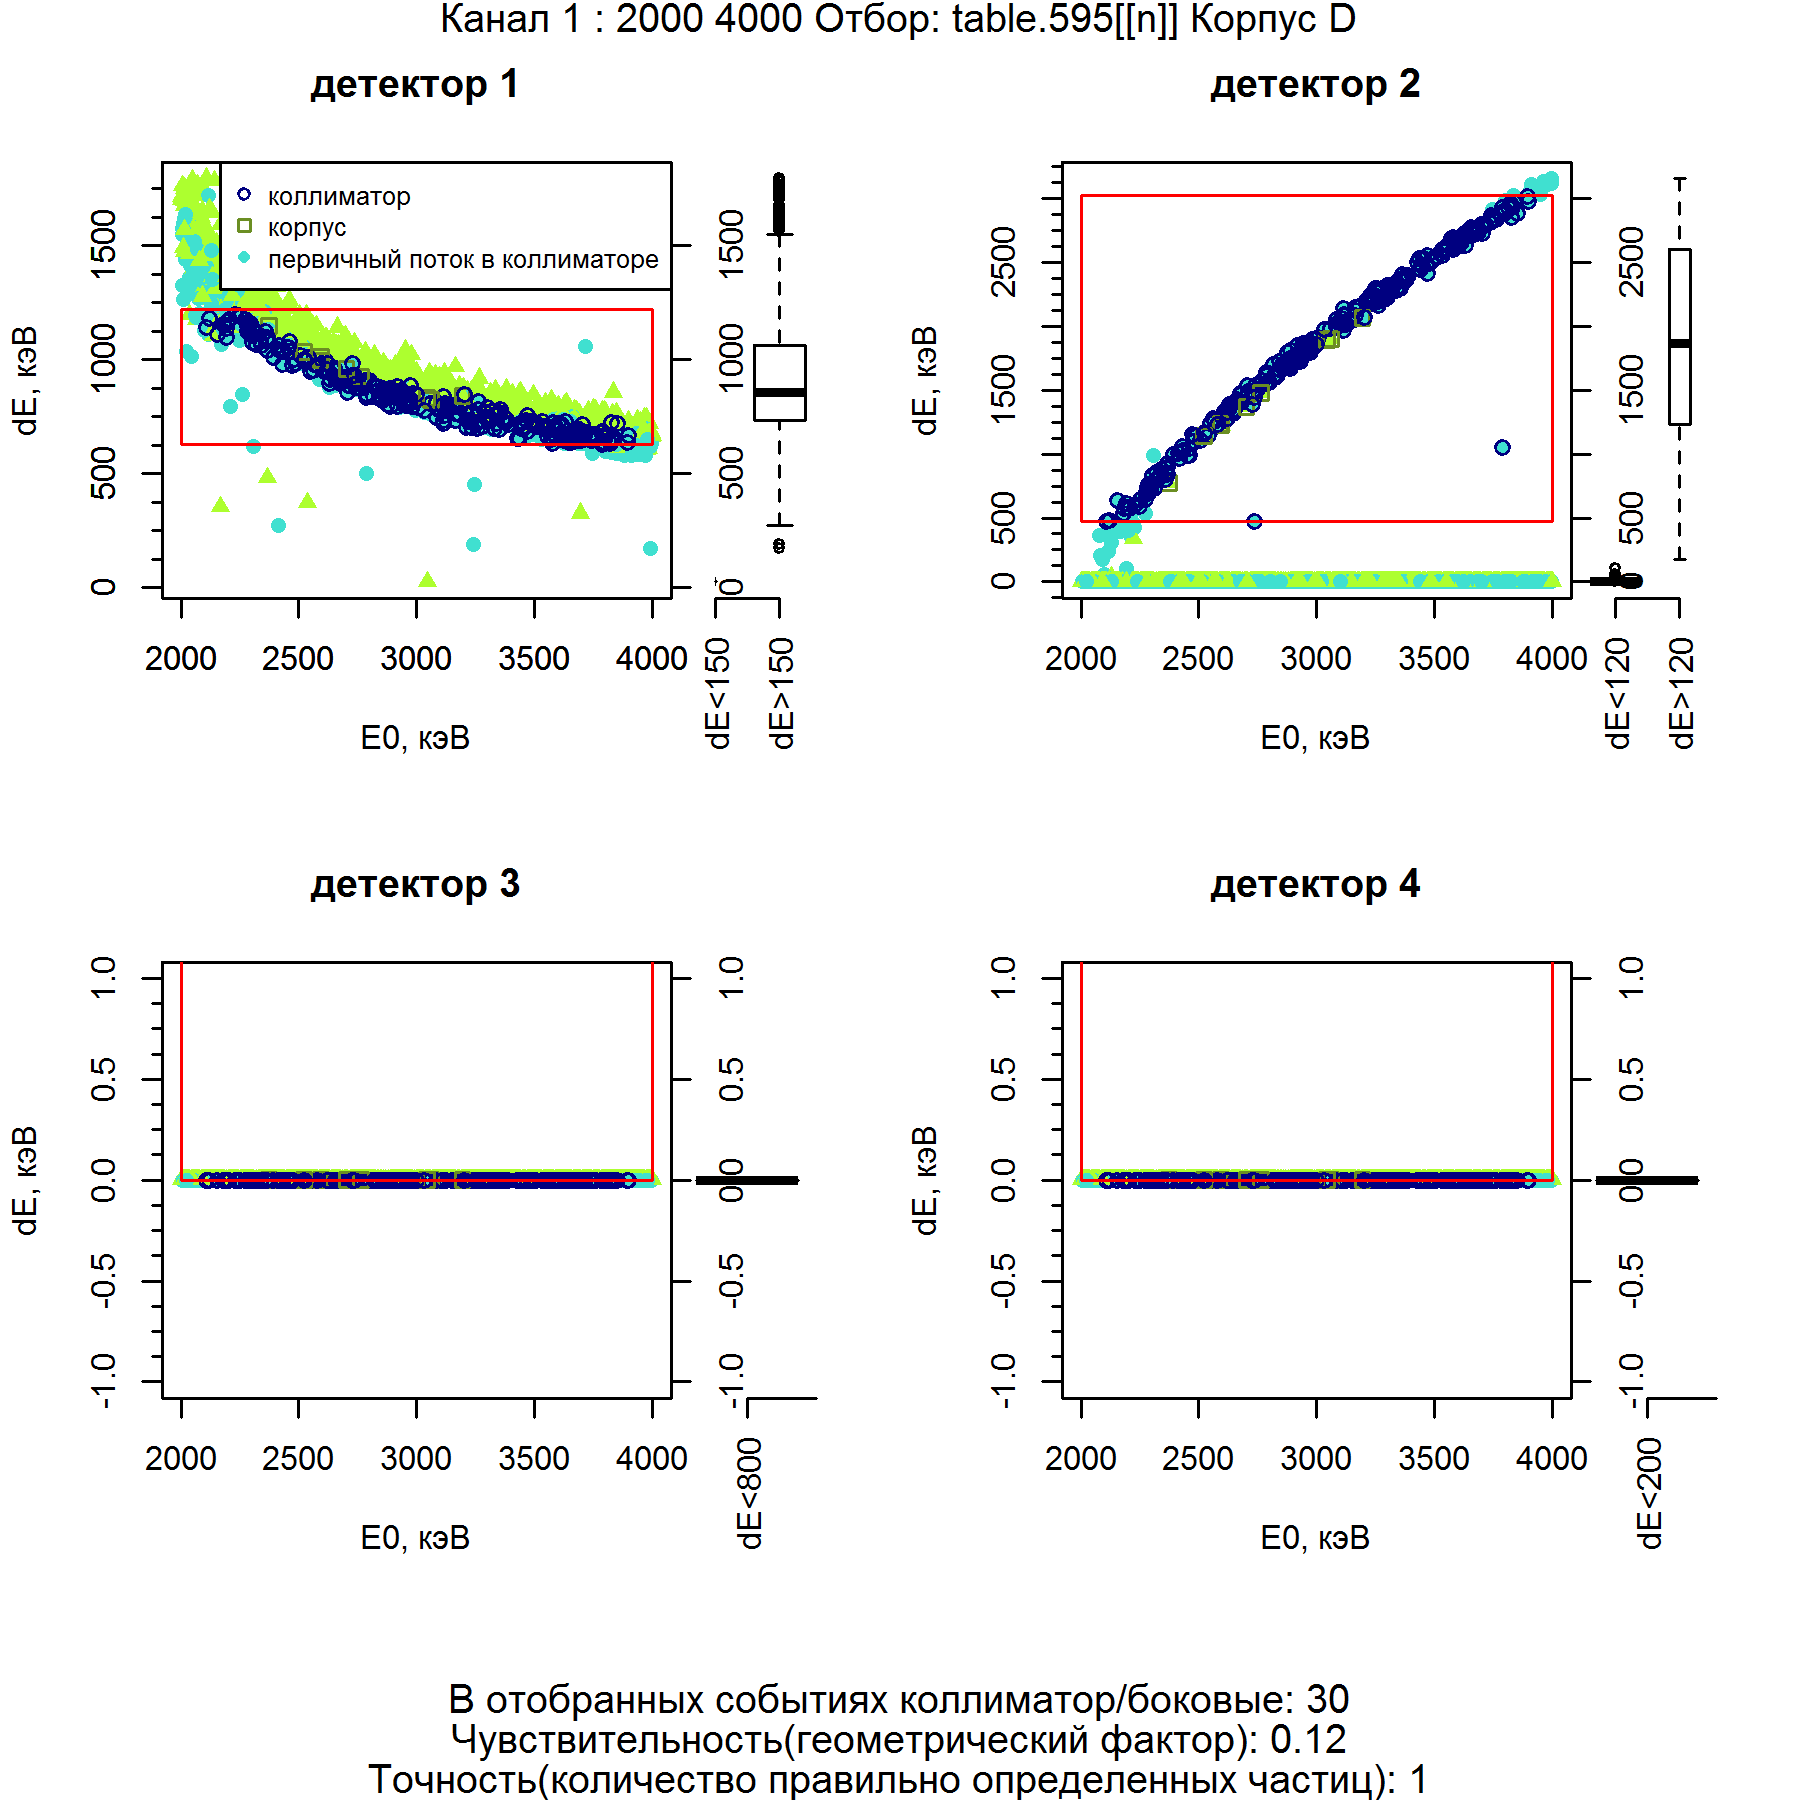 Канал 1 : 2000 4000 Отбор: table.595[[n]] Корпус D
детектор 1
dE, кэВ
0 500 1000 1500
коллиматор
корпус
первичный поток в коллиматоре
2000 2500 3000 3500 4000
E0, кэВ
0 500 1000 1500
dE<150
dE>150
детектор 2
dE, кэВ
0 500 1500 2500
2000 2500 3000 3500 4000
E0, кэВ
500 1500 2500
dE<120
dE>120
детектор 3
dE, кэВ
-1.0 -0.5 0.0 0.5 1.0
2000 2500 3000 3500 4000
E0, кэВ
-1.0 -0.5 0.0 0.5 1.0
dE<800
детектор 4
dE, кэВ
-1.0 -0.5 0.0 0.5 1.0
2000 2500 3000 3500 4000
E0, кэВ
-1.0 -0.5 0.0 0.5 1.0
dE<200
В отобранных событиях коллиматор/боковые: 30
Чувствительность(геометрический фактор): 0.12
Точность(количество правильно определенных частиц): 1